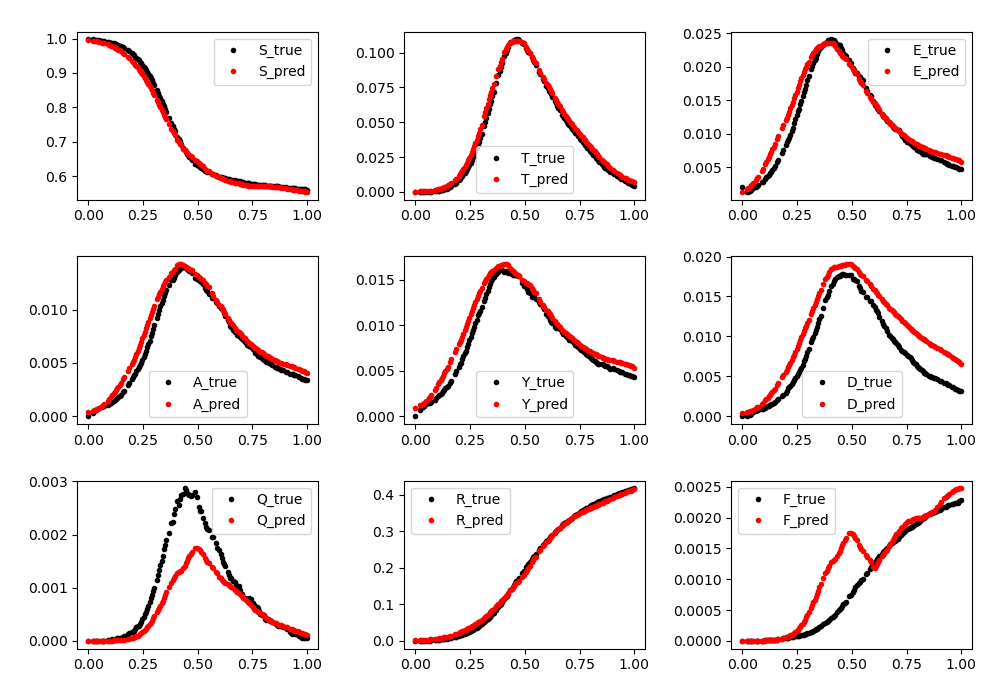 1.0
0.9
0.8
0.7
0.6
0.00 0.25 0.50 0.75 1.00
S_true
S_pred
0.100
0.075
0.050
0.025
0.000
0.00 0.25 0.50 0.75 1.00
T_true
T_pred
0.025
0.020
0.015
0.010
0.005
0.00 0.25 0.50 0.75 1.00
E_true
E_pred
0.010
0.005
0.000
0.00 0.25 0.50 0.75 1.00
A_true
A_pred
0.015
0.010
0.005
0.000
0.00 0.25 0.50 0.75 1.00
Y_true
Y_pred
0.020
0.015
0.010
0.005
0.000
0.00 0.25 0.50 0.75 1.00
D_true
D_pred
0.003
0.002
0.001
0.000
0.00 0.25 0.50 0.75 1.00
Q_true
Q_pred
0.4
0.3
0.2
0.1
0.0
0.00 0.25 0.50 0.75 1.00
R_true
R_pred
0.0025
0.0020
0.0015
0.0010
0.0005
0.0000
0.00 0.25 0.50 0.75 1.00
F_true
F_pred